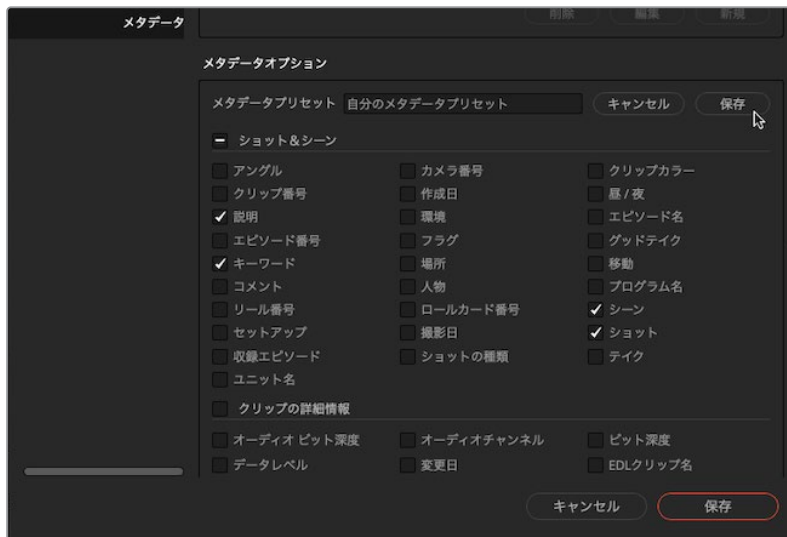 削除 編集 新規
メタデータ
メタデータオプション
メタデータプリセット 自分のメタデータプリセット キャンセル 保存
ショット＆シーン
アングル カメラ番号 クリップカラー
クリップ番号 作成日 昼 / 夜
説明 環境 エピソード名
エピソード番号 フラグ グッドテイク
キーワード 場所 移動
コメント 人物 プログラム名
リール番号 ロールカード番号 シーン
セットアップ 撮影日 ショット
収録エピソード ショットの種類 テイク
ユニット名
クリップの詳細情報
オーディオ ビット深度 オーディオチャンネル ビット深度
データレベル 変更日 EDLクリップ名
キャンセル 保存